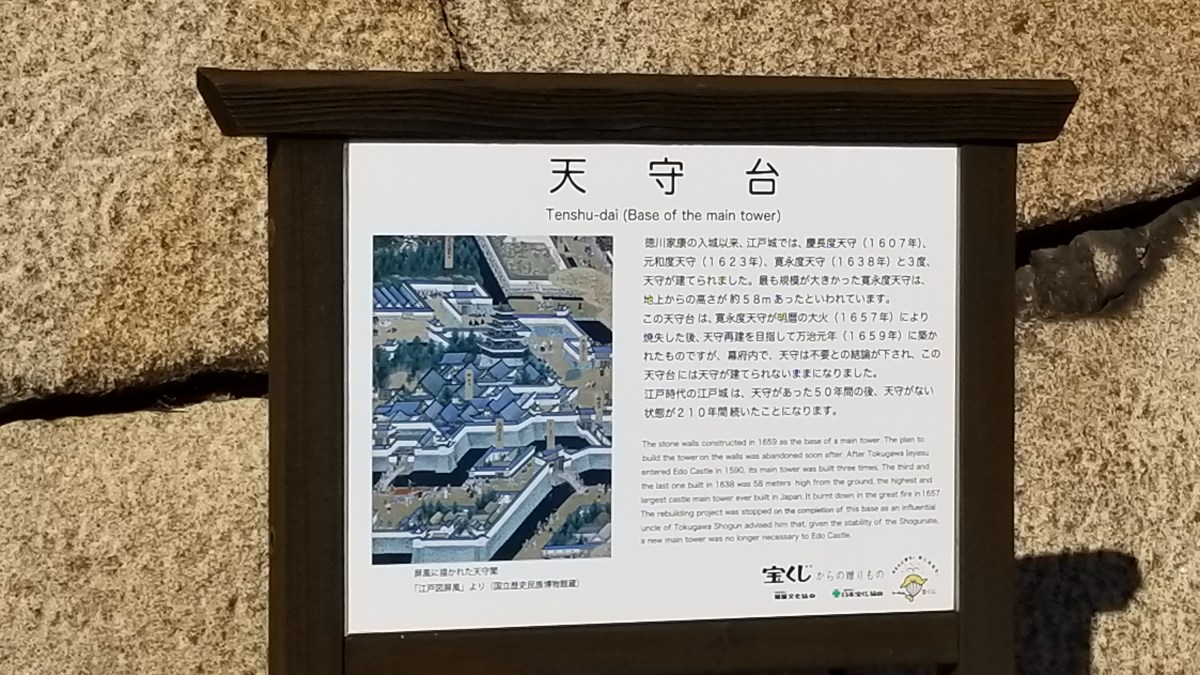 天守台
Tenshu-dai (Base of the main tower)
徳川家康の入城以来、江戸城では、慶長度天守（１６０７年）、
元和度天守（１６２３年）、寛永度天守（１６３８年）と３度、
天守が建てられました。最も規模が大きかった寛永度天守は、
地上からの高さが約５８ｍあったといわれています。
この天守台は、寛永度天守が明暦の大火（１６５７年）により
焼失した後、天守再建を目指して万治元年（１６５９年）に築か
れたものですが、幕府内で、天守は不要との結論が下され、この
天守台には天守が建てられないままになりました。
江戸時代の江戸城は、天守があった５０年間の後、天守がない
状態が２１０年間続いたことになります。
The stone walls constructed in 1659 as the base of a main tower. The plan to
build the tower on the walls was abandoned soon after. After Tokugawa Ieyasu
entered Edo Castle in 1590, its main tower was built three times. The third and
the last one built in 1638 was 58 meters high from the ground, the highest and
largest castle main tower ever built in Japan. It burnt down in the great fire in 1657.
The rebuilding project was stopped on the completion of this base as an influential
uncle of Tokugawa Shogun advised him that, given the stability of the Shogunate,
a new main tower was no longer necessary to Edo Castle.
屏風に描かれた天守閣
「江戸図屏風」より（国立歴史民族博物館蔵）
宝くじからの贈りもの
日本宝くじ協会
宝くじ